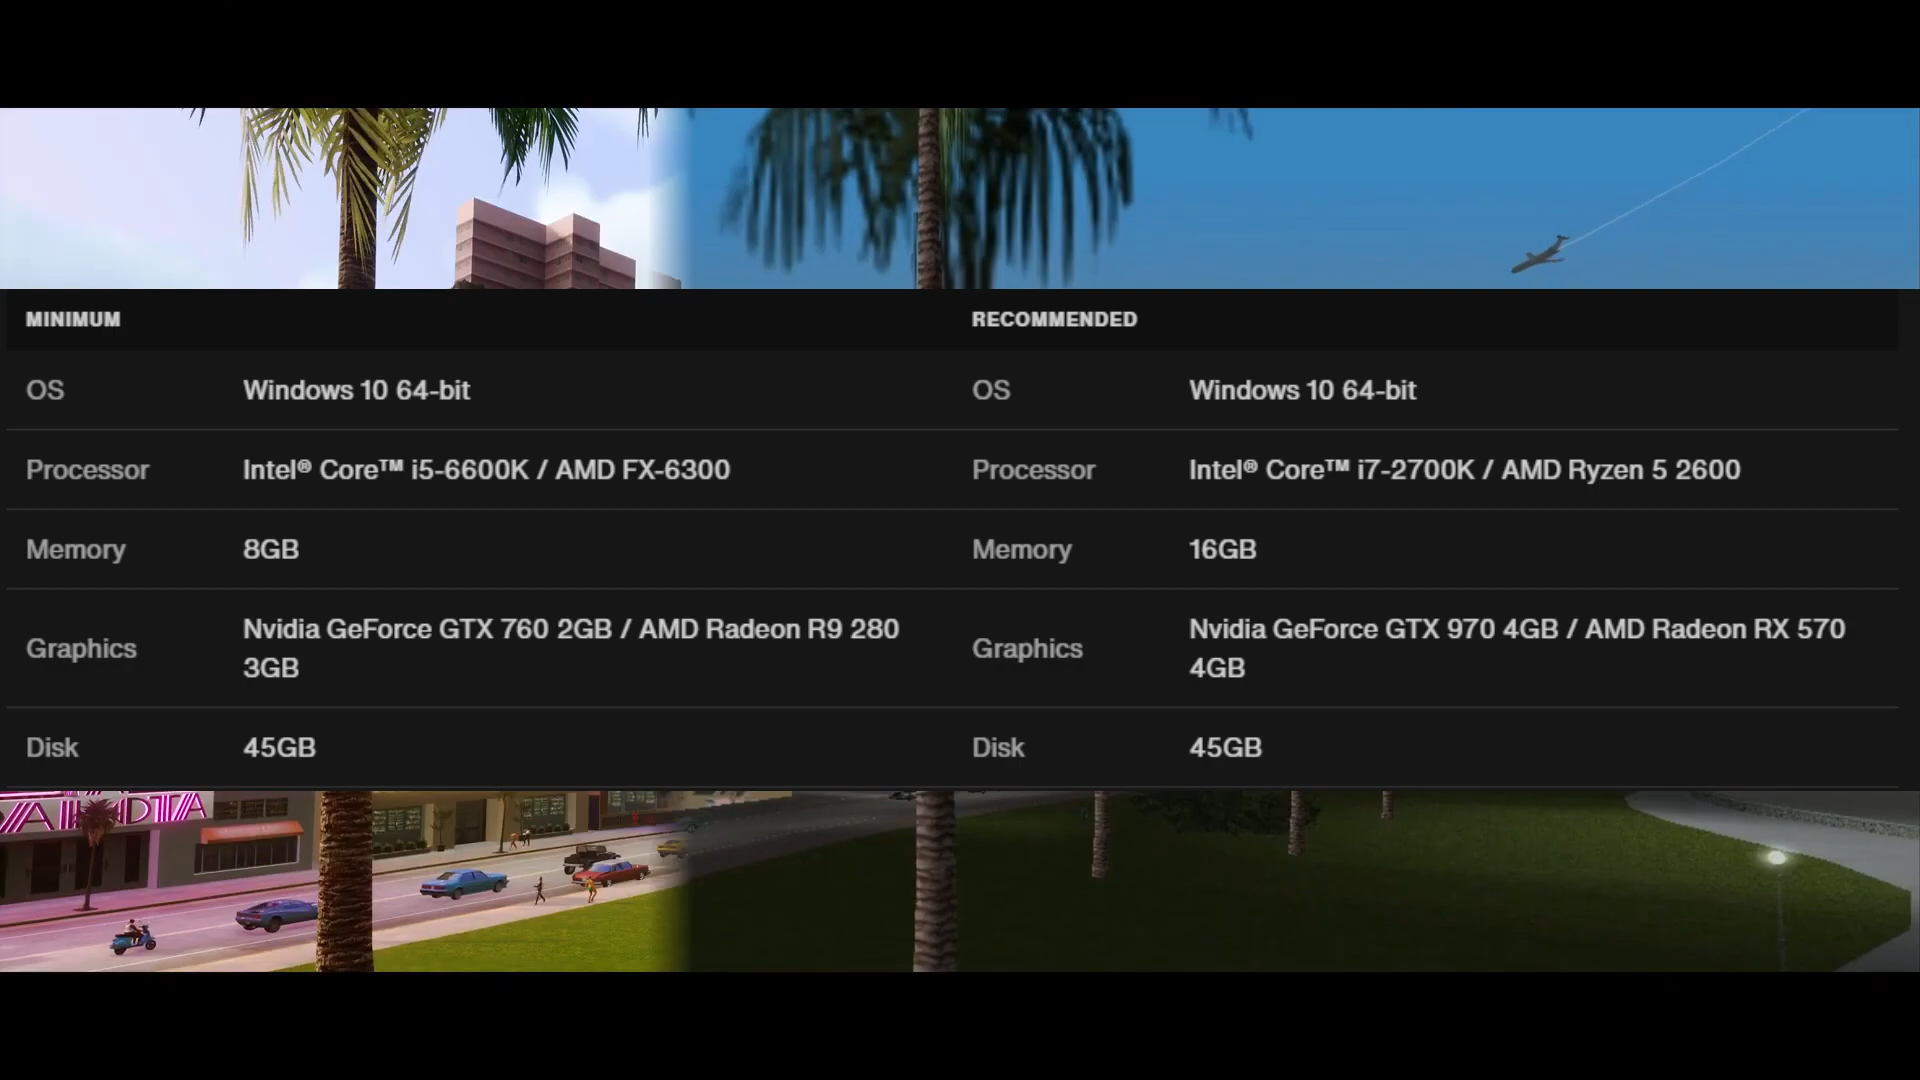 MINIMUM
RECOMMENDED
OS Windows 10 64-bit
OS Windows 10 64-bit
Processor Intel® Core™ i5-6600K / AMD FX-6300
Processor Intel® Core™ i7-2700K / AMD Ryzen 5 2600
Memory 8GB
Memory 16GB
Graphics Nvidia GeForce GTX 760 2GB / AMD Radeon R9 280
3GB
Graphics Nvidia GeForce GTX 970 4GB / AMD Radeon RX 570
4GB
Disk 45GB
Disk 45GB